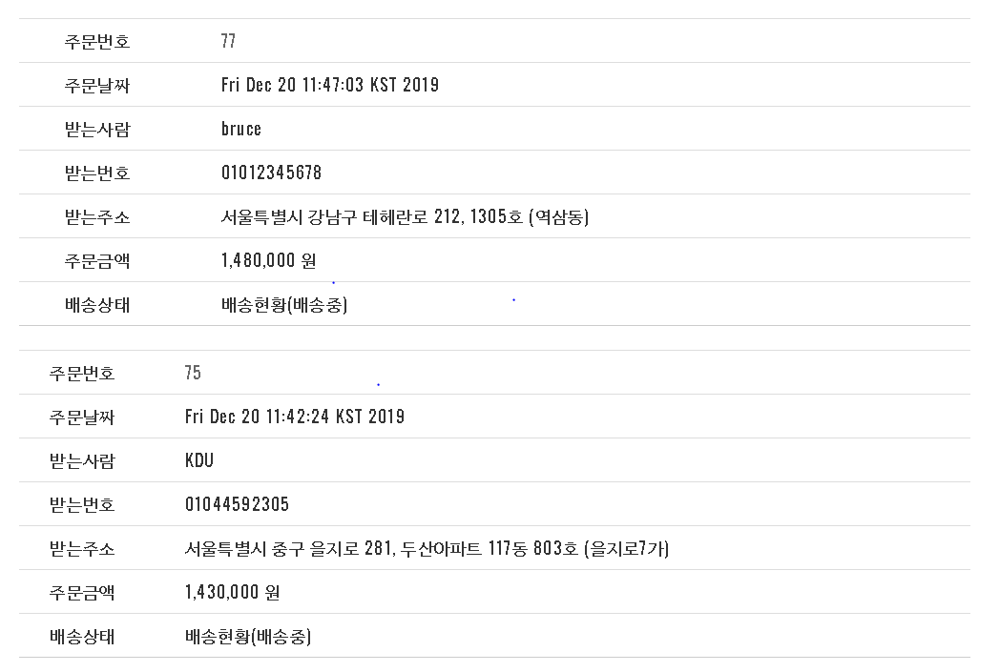 주문번호 77
주문날짜 Fri Dec 20 11:47:03 KST 2019
받는사람 bruce
받는번호 01012345678
받는주소 서울특별시 강남구 테헤란로 212, 1305호 (역삼동)
주문금액 1,480,000 원
배송상태 배송현황(배송중)
주문번호 75
주문날짜 Fri Dec 20 11:42:24 KST 2019
받는사람 KDU
받는번호 01044592305
받는주소 서울특별시 중구 을지로 281, 두산아파트 117동 803호 (을지로7가)
주문금액 1,430,000 원
배송상태 배송현황(배송중)